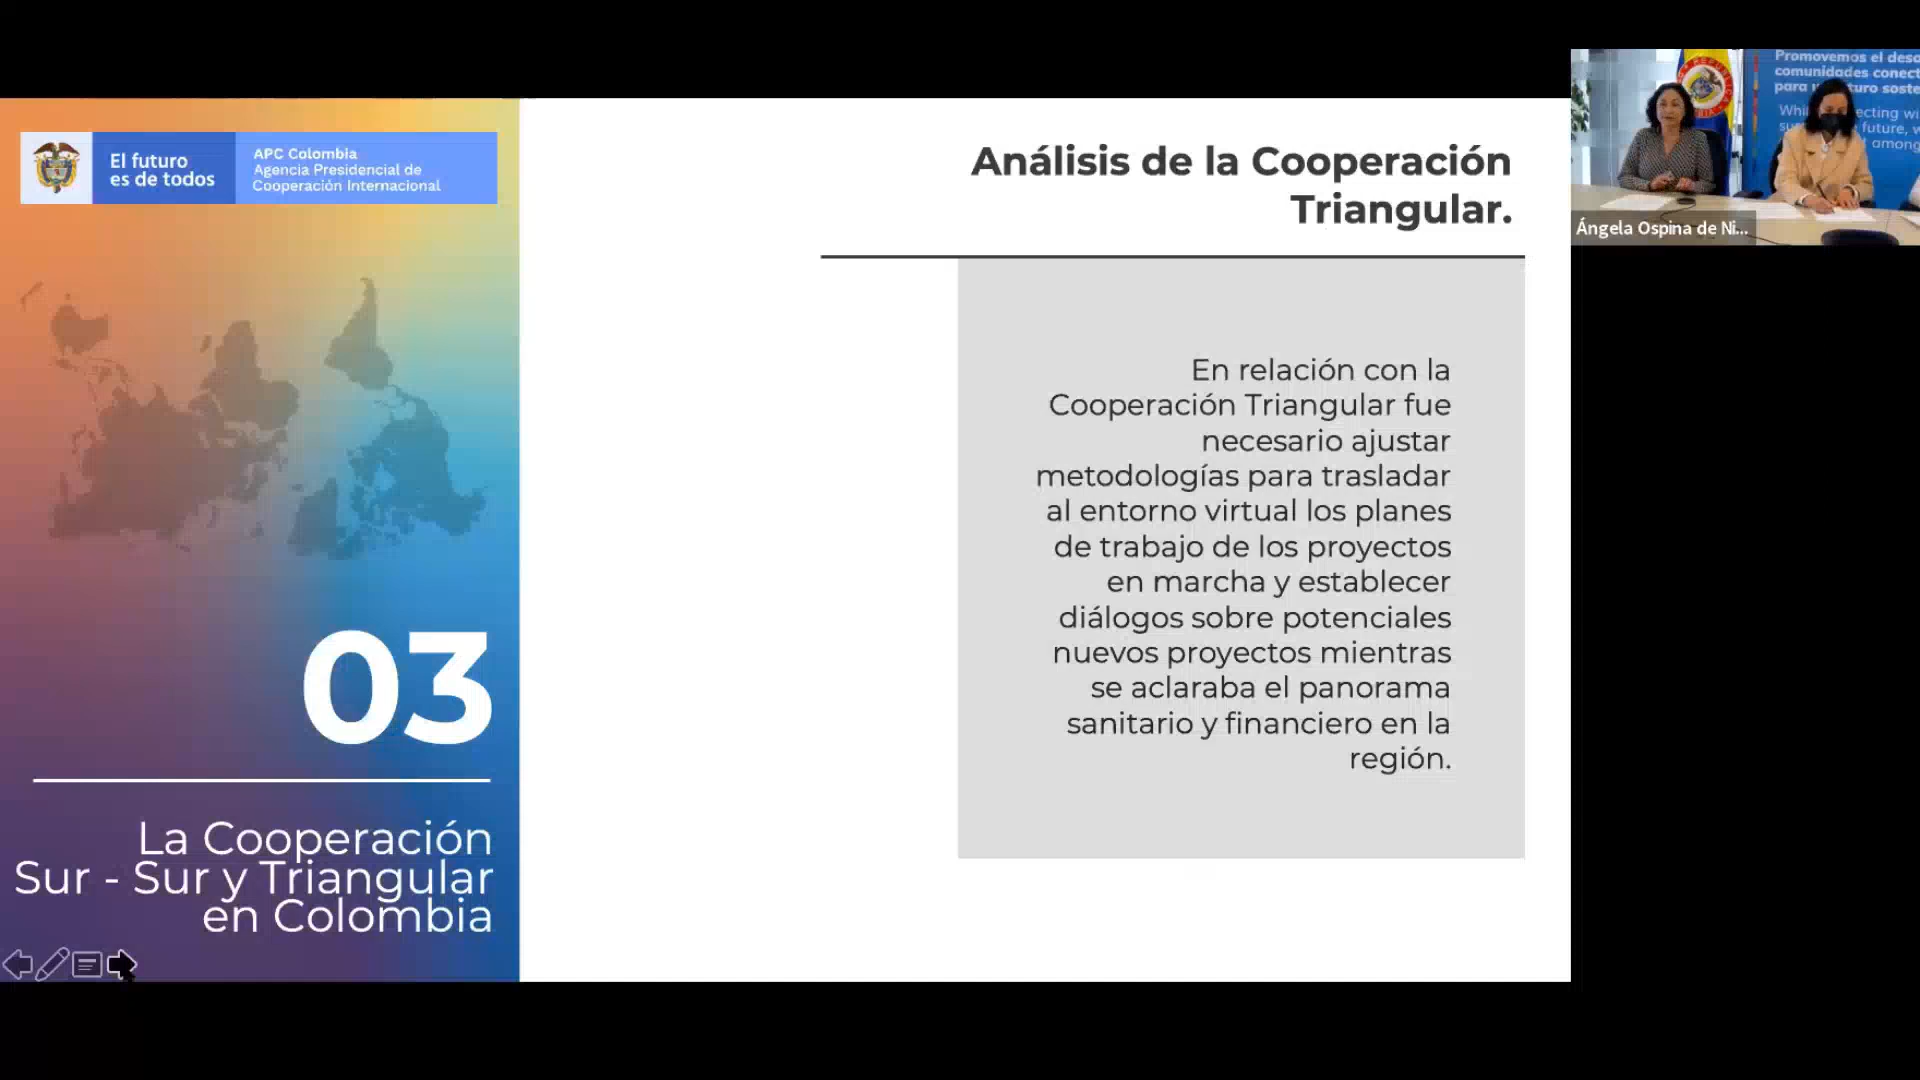 El futuro
es de todos
APC Colombia
Agencia Presidencial de
Cooperación Internacional
03
La Cooperación
Sur - Sur y Triangular
en Colombia
Análisis de la Cooperación
Triangular.
En relación con la
Cooperación Triangular fue
necesario ajustar
metodologías para trasladar
al entorno virtual los planes
de trabajo de los proyectos
en marcha y establecer
diálogos sobre potenciales
nuevos proyectos mientras
se aclaraba el panorama
sanitario y financiero en la
región.
Promovemos el desa
comunidades conect
para
turo soste
ecting wi
future, w
among
Ángela Ospina de Ni...